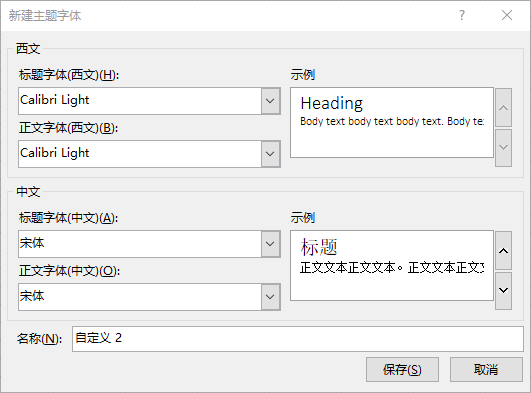 新建主题字体
?
西文
标题字体(西文)(H):
示例
Calibri Light
Heading
Body text body text body text. Body te
正文字体(西文)(B):
Calibri Light
中文
标题字体(中文)(A):
示例
宋体
标题
正文文本正文文本。正文文本正文
正文字体(中文)(O):
宋体
名称(N):
自定义 2
保存(S)
取消